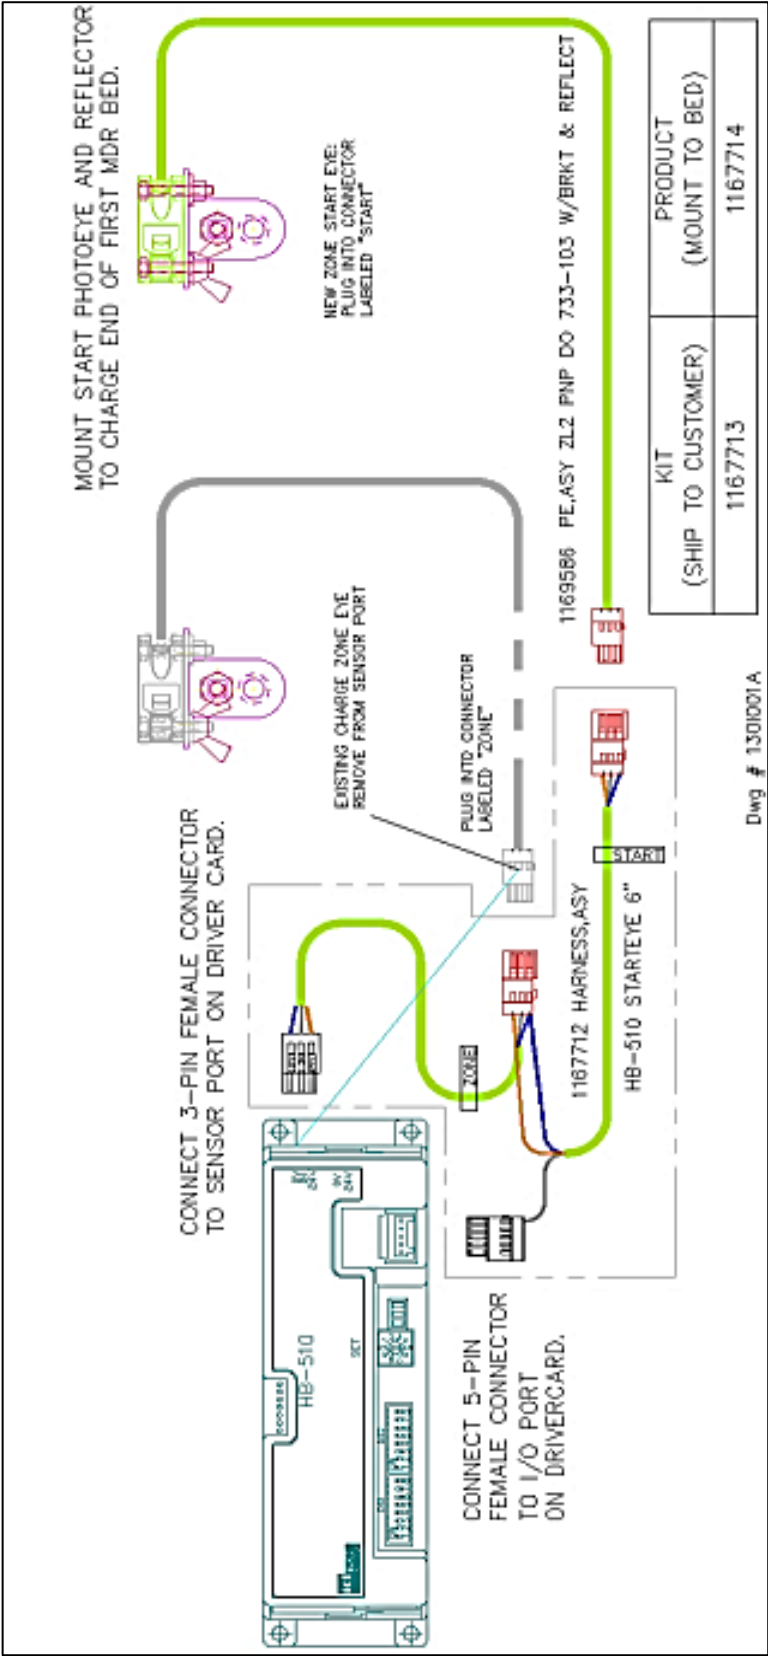 MOUNT START PHOTOEYE AND REFLECTOR
TO CHARGE END OF FIRST MDR BED.
NEW ZONE START EYE:
PLUG INTO CONNECTOR
LABELED "START"
CONNECT 3-PIN FEMALE CONNECTOR
TO SENSOR PORT ON DRIVER CARD.
EXISTING CHARGE ZONE EYE
REMOVE FROM SENSOR PORT
PLUG INTO CONNECTOR
LABELED "ZONE"
HB-510
SET
0V
24V
ZONE
START
1167712 HARNESS,ASY
HB-510 STARTEYE 6"
1169586 PE,ASY ZL2 PNP DO 733-103 W/BRKT & REFLECT
CONNECT 5-PIN
FEMALE CONNECTOR
TO I/O PORT
ON DRIVERCARD.
KIT
(SHIP TO CUSTOMER)
PRODUCT
(MOUNT TO BED)
1167713
1167714
Dwg # 1301001A